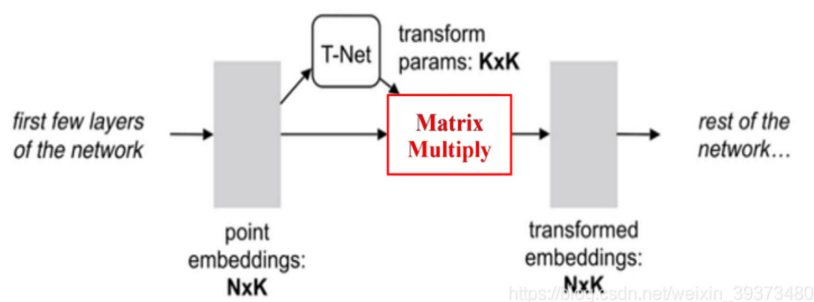 first few layers
of the network
T-Net
transform
params: KxK
Matrix
Multiply
rest of the
network...
point
embeddings:
NxK
transformed
embeddings:
NxK
https://blog.csdn.net/weixin_39373480